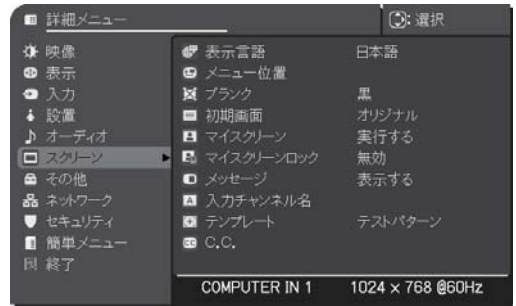 詳細メニュー
: 選択
映像
表示
入力
設置
オーディオ
スクリーン
その他
ネットワーク
セキュリティ
簡単メニュー
終了
表示言語 日本語
メニュー位置
ブランク 黒
初期画面 オリジナル
マイスクリーン 実行する
マイスクリーンロック 無効
メッセージ 表示する
入力チャンネル名
テンプレート テストパターン
C.C.
COMPUTER IN 1 1024 × 768 @60Hz